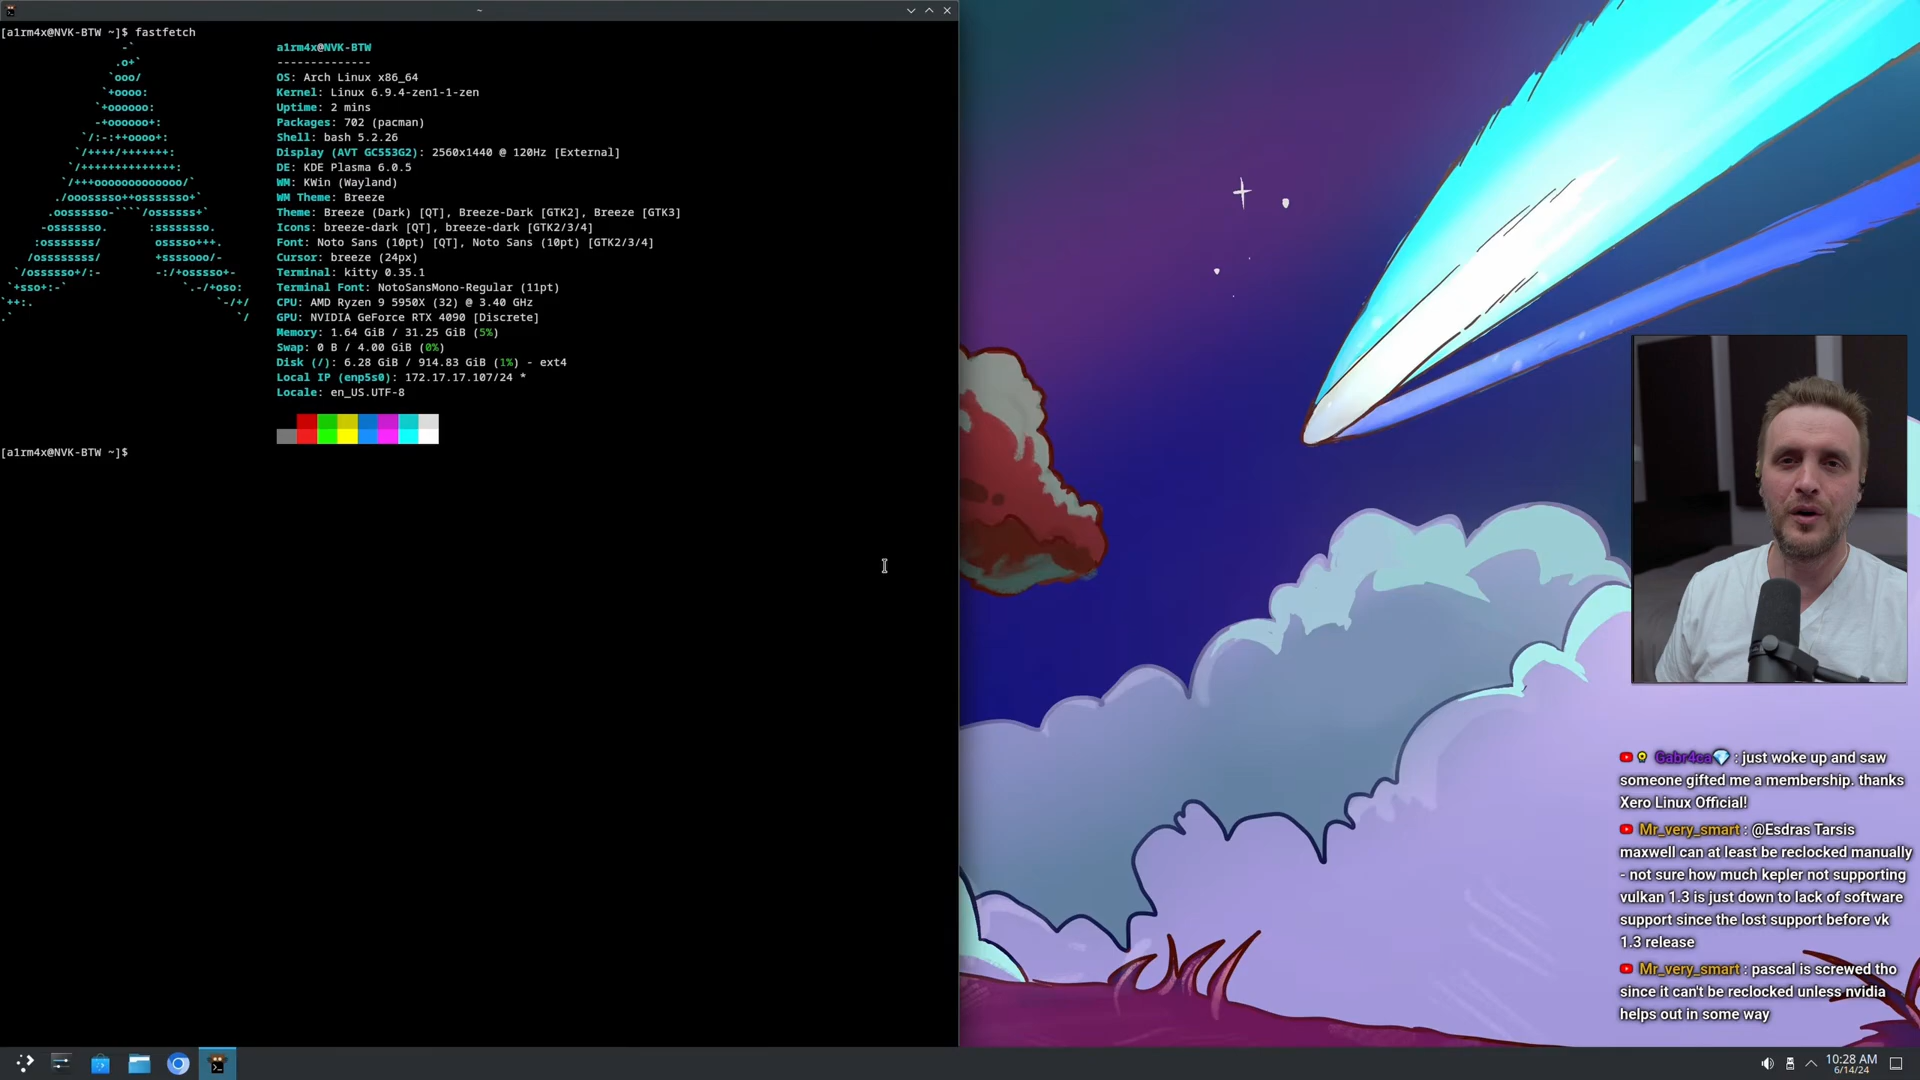 ~
[a1rm4x@NVK-BTW ~]$ fastfetch
a1rm4x@NVK-BTW
--------------
OS: Arch Linux x86_64
Kernel: Linux 6.9.4-zen1-1-zen
Uptime: 2 mins
Packages: 702 (pacman)
Shell: bash 5.2.26
Display (AVT GC553G2): 2560x1440 @ 120Hz [External]
DE: KDE Plasma 6.0.5
WM: KWin (Wayland)
WM Theme: Breeze
Theme: Breeze (Dark) [QT], Breeze-Dark [GTK2], Breeze [GTK3]
Icons: breeze-dark [QT], breeze-dark [GTK2/3/4]
Font: Noto Sans (10pt) [QT], Noto Sans (10pt) [GTK2/3/4]
Cursor: breeze (24px)
Terminal: kitty 0.35.1
Terminal Font: NotoSansMono-Regular (11pt)
CPU: AMD Ryzen 9 5950X (32) @ 3.40 GHz
GPU: NVIDIA GeForce RTX 4090 [Discrete]
Memory: 1.64 GiB / 31.25 GiB (5%)
Swap: 0 B / 4.00 GiB (0%)
Disk (/): 6.28 GiB / 914.83 GiB (1%) - ext4
Local IP (enp5s0): 172.17.17.107/24 *
Locale: en_US.UTF-8
[a1rm4x@NVK-BTW ~]$
Gabr4ca💎 : just woke up and saw
someone gifted me a membership. thanks
Xero Linux Official!
Mr_very_smart : @Esdras Tarsis
maxwell can at least be reclocked manually
- not sure how much kepler not supporting
vulkan 1.3 is just down to lack of software
support since the lost support before vk
1.3 release
Mr_very_smart : pascal is screwed tho
since it can't be reclocked unless nvidia
helps out in some way
10:28 AM
6/14/24